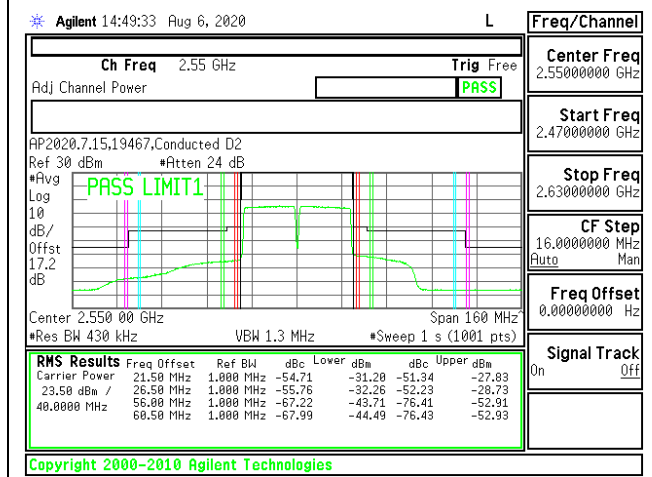 Agilent 14:49:33 Aug 6, 2020 L
Freq/Channel
Ch Freq 2.55 GHz Trig Free
Adj Channel Power PASS
Center Freq
2.55000000 GHz
Start Freq
2.47000000 GHz
Stop Freq
2.63000000 GHz
CF Step
16.0000000 MHz
Auto Man
Freq Offset
0.00000000 Hz
Signal Track
On Off
AP2020.7.15,19467,Conducted D2
Ref 30 dBm #Atten 24 dB
#Avg
Log
10
dB/
Offst
17.2
dB
PASS LIMIT1
Center 2.550 00 GHz Span 160 MHz
#Res BW 430 kHz VBW 1.3 MHz #Sweep 1 s (1001 pts)
RMS Results Freq Offset Ref BW dBc Lower dBm dBc Upper dBm
Carrier Power 21.50 MHz 1.000 MHz -54.71 -31.20 -51.34 -27.83
23.50 dBm / 26.50 MHz 1.000 MHz -55.76 -32.26 -52.23 -28.73
40.0000 MHz 56.00 MHz 1.000 MHz -67.22 -43.71 -76.41 -52.91
60.50 MHz 1.000 MHz -67.99 -44.49 -76.43 -52.93
Copyright 2000-2010 Agilent Technologies